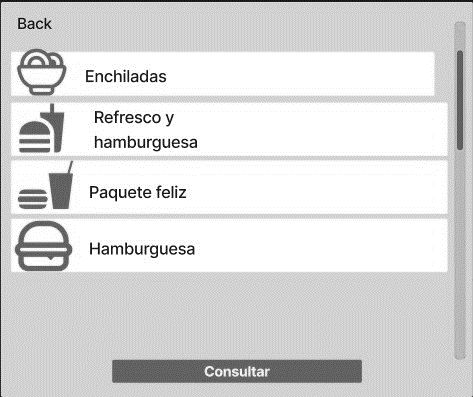 Back
Enchiladas
Refresco y
hamburguesa
Paquete feliz
Hamburguesa
Consultar